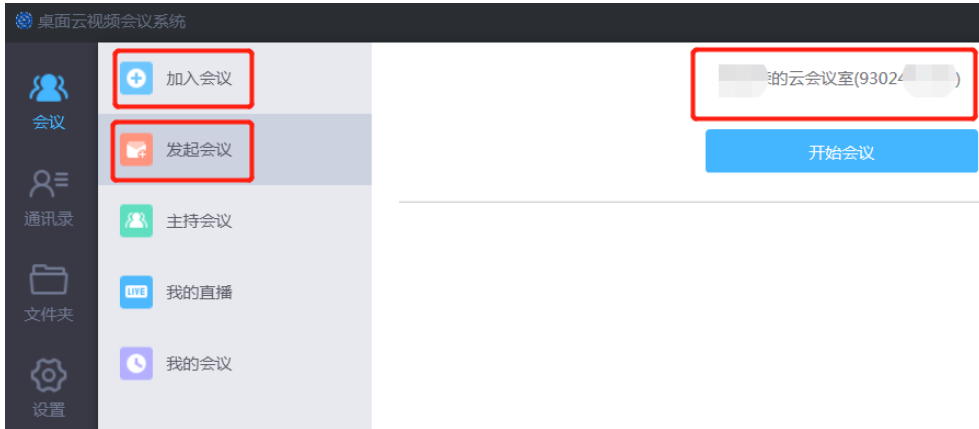 桌面云视频会议系统
会议
通讯录
文件夹
设置
加入会议
发起会议
主持会议
LIVE 我的直播
我的会议
的云会议室(93024 )
开始会议